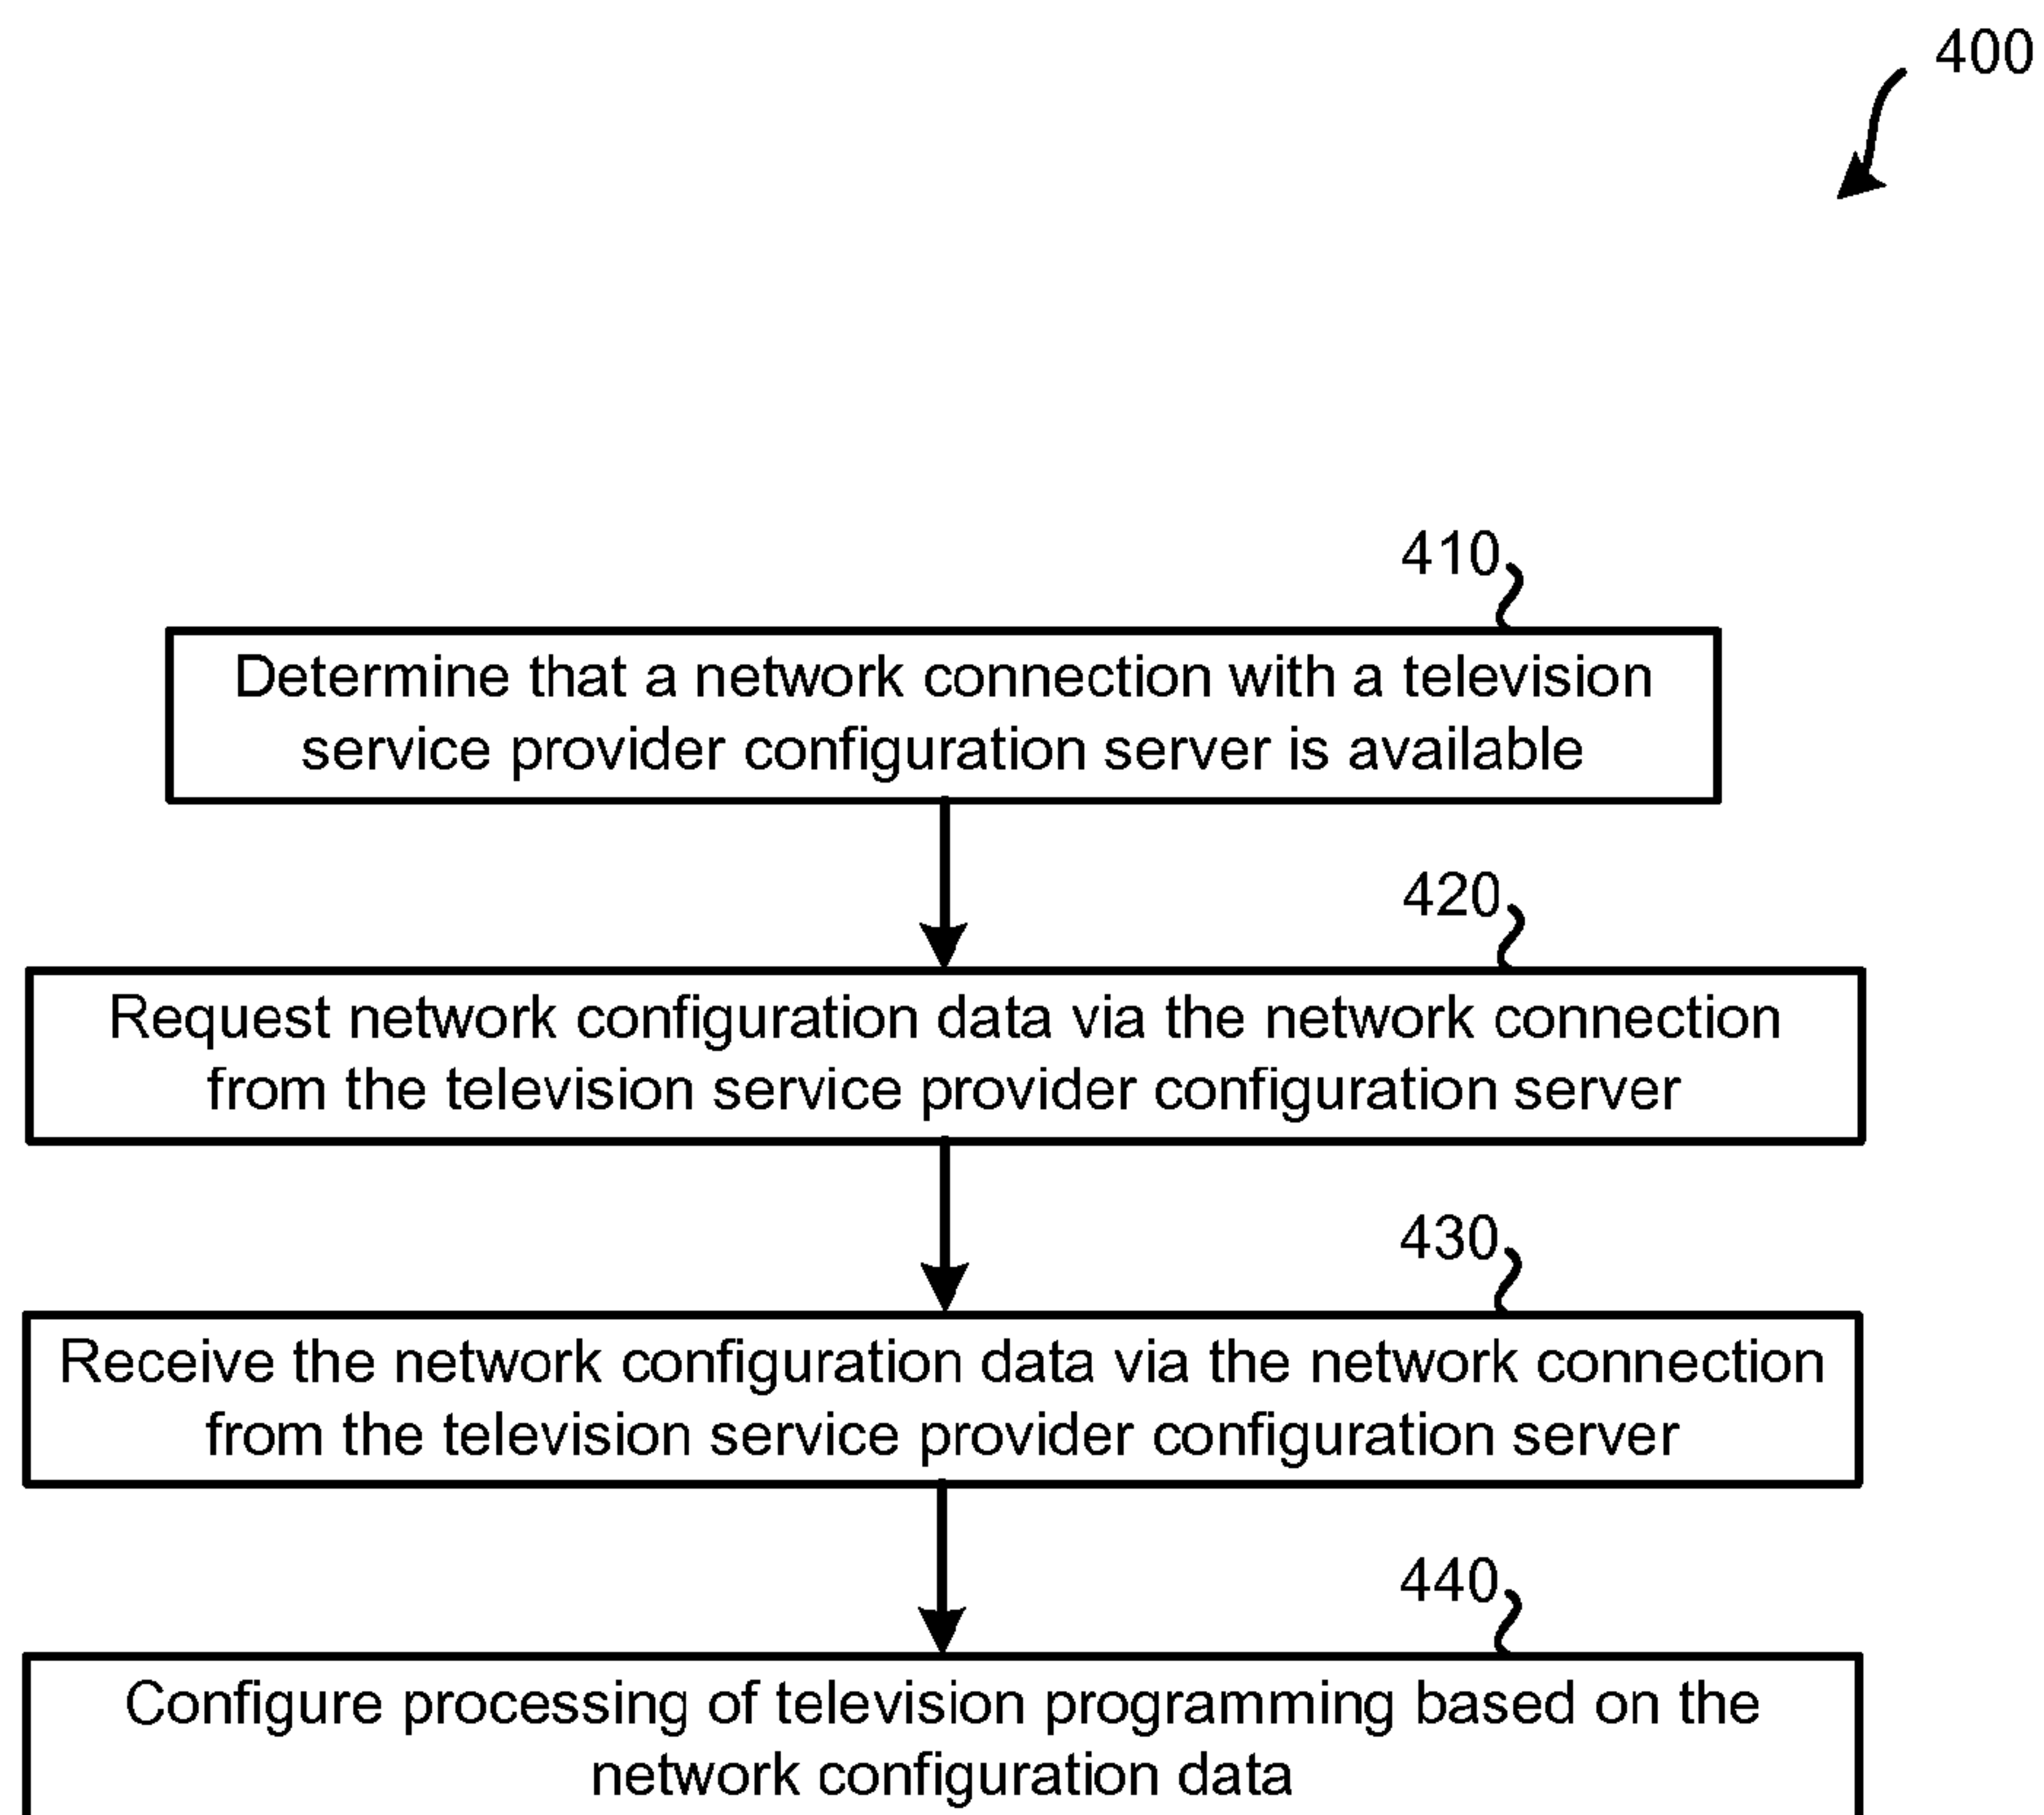 400
410
Determine that a network connection with a television
service provider configuration server is available
420
Request network configuration data via the network connection
from the television service provider configuration server
430
Receive the network configuration data via the network connection
from the television service provider configuration server
440
Configure processing of television programming based on the
network configuration data